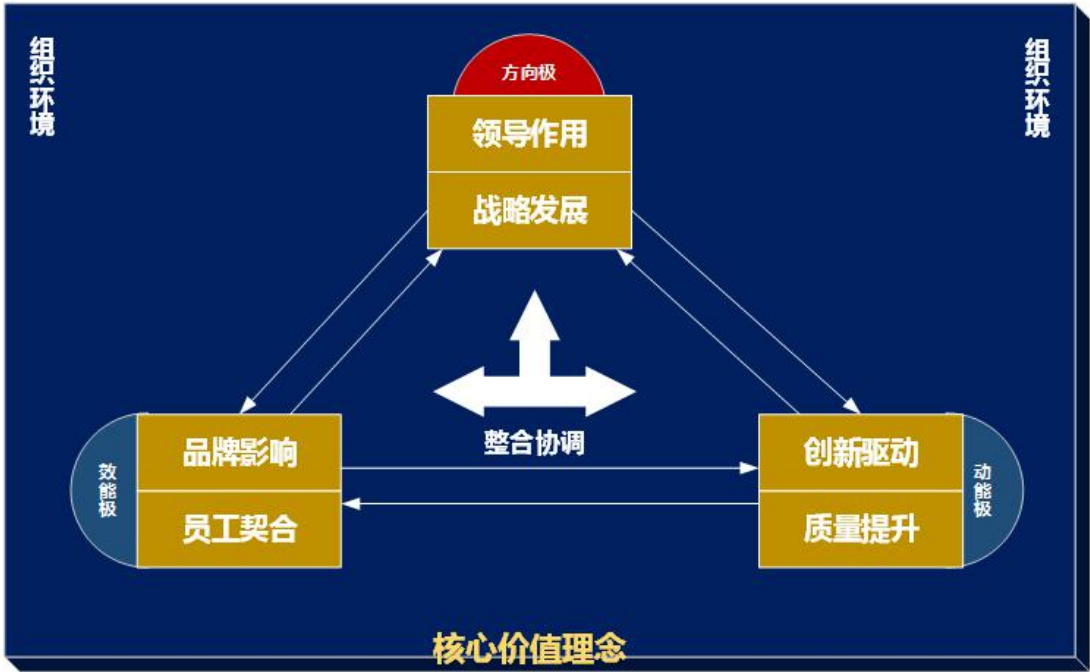 组织环境
组织环境
方向极
领导作用
战略发展
整合协调
效能极
品牌影响
员工契合
创新驱动
质量提升
动能极
核心价值理念